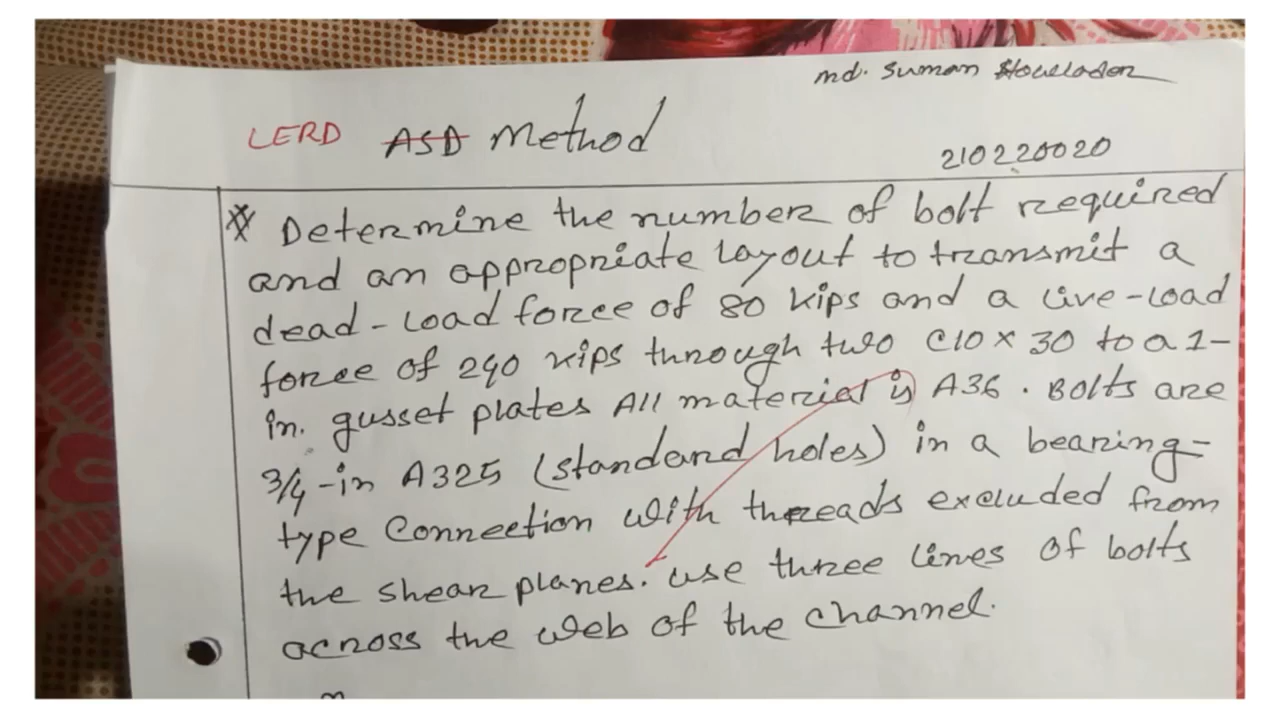 md. Suman Howlader
LERD ASD Method
210220020
* Determine the number of bolt required
and an appropriate layout to transmit a
dead-load force of 80 kips and a live-load
force of 240 kips through two C10 x 30 to a 1-
in. gusset plates All material is A36. Bolts are
3/4-in A325 (standard holes) in a bearing-
type Connection with threads excluded from
the shear planes. use three lines of bolts
across the web of the channel.